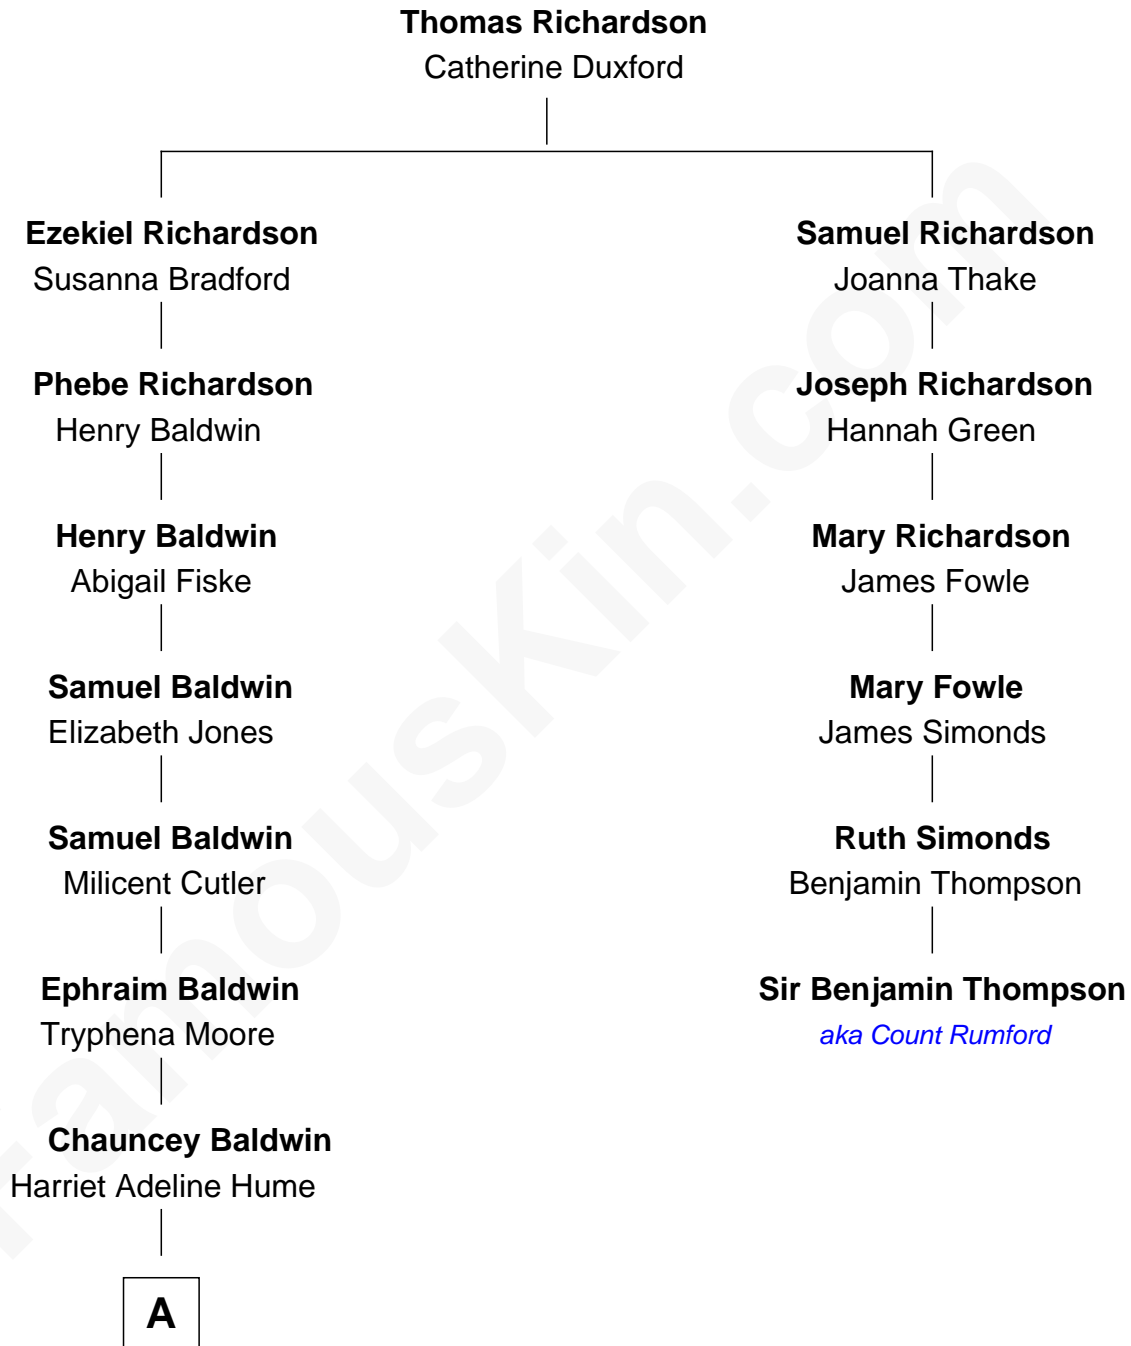 Thomas Richardson
Catherine Duxford
Ezekiel Richardson
Susanna Bradford
Samuel Richardson
Joanna Thake
Phebe Richardson
Henry Baldwin
Joseph Richardson
Hannah Green
Henry Baldwin
Abigail Fiske
Mary Richardson
James Fowle
Samuel Baldwin
Elizabeth Jones
Mary Fowle
James Simonds
Samuel Baldwin
Milicent Cutler
Ruth Simonds
Benjamin Thompson
Ephraim Baldwin
Tryphena Moore
Sir Benjamin Thompson
aka Count Rumford
Chauncey Baldwin
Harriet Adeline Hume
A
FamousKin.com